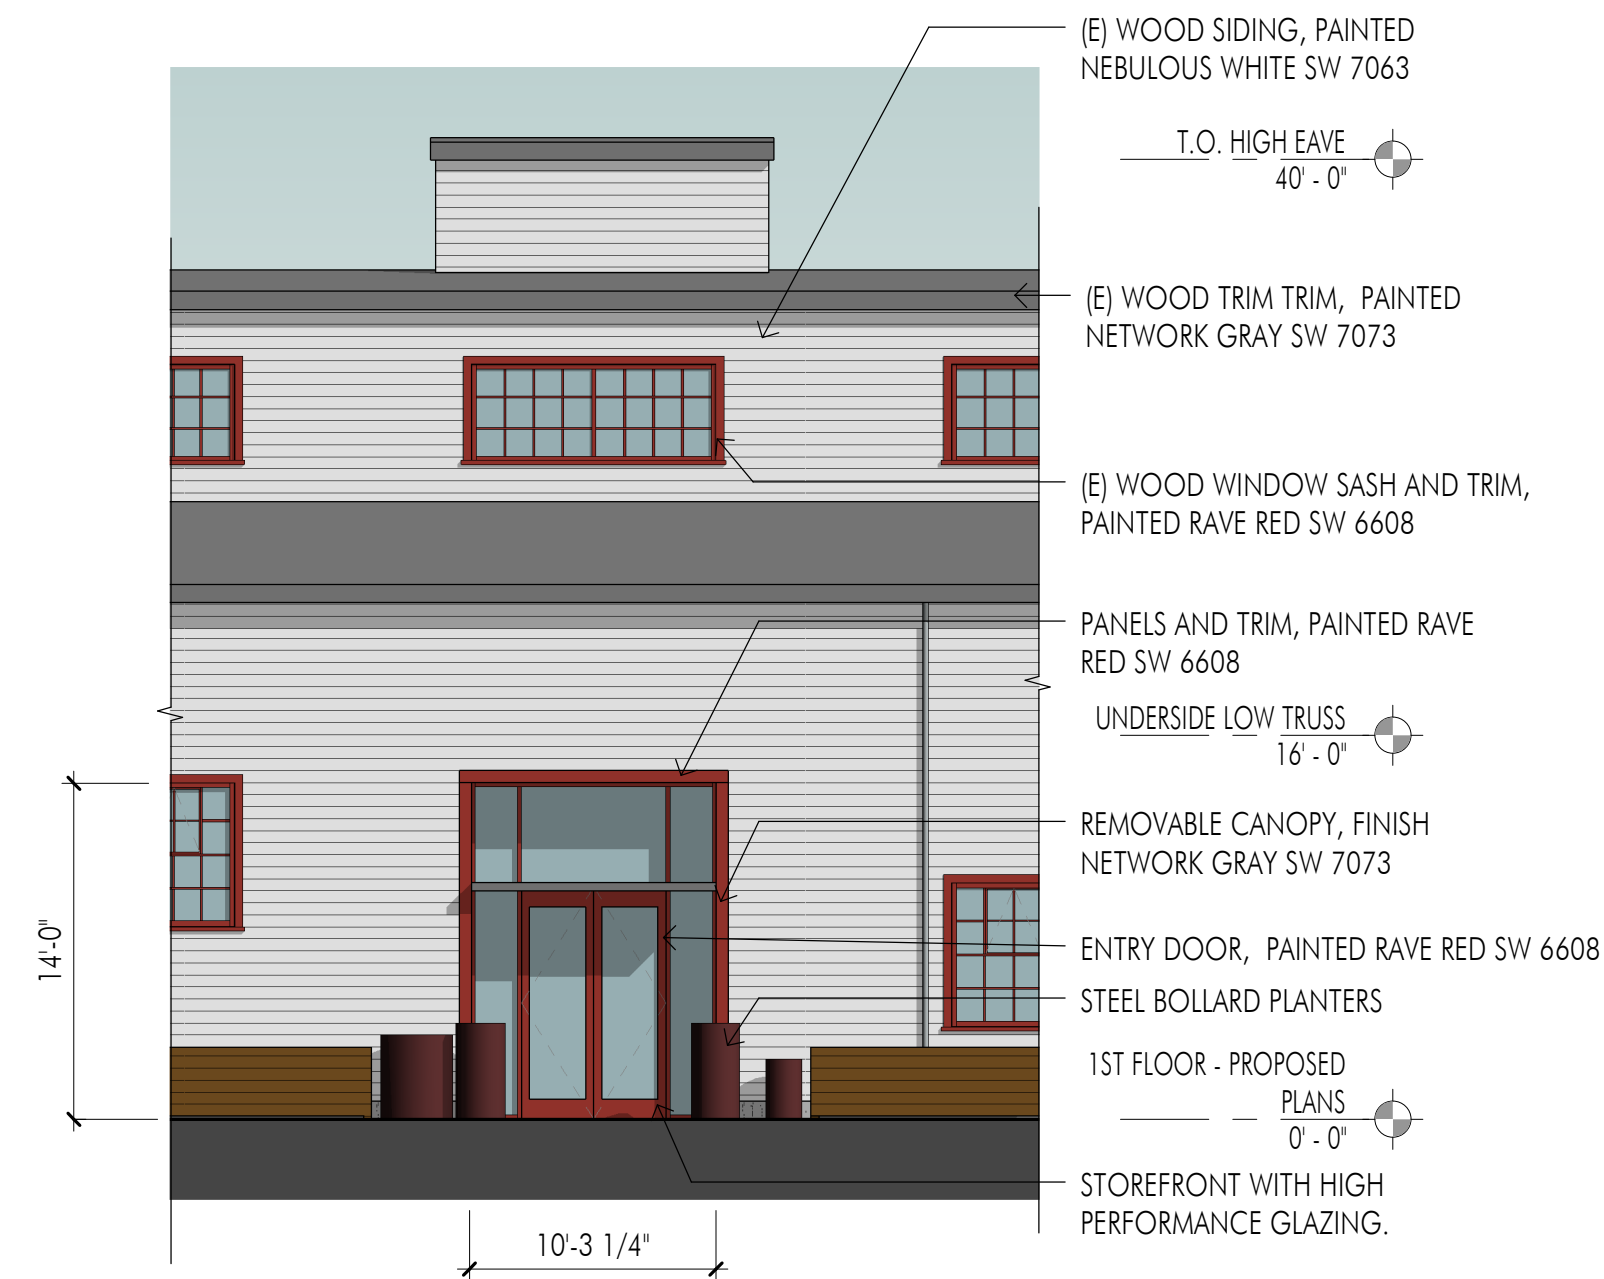 (E) WOOD SIDING, PAINTED
NEBULOUS WHITE SW 7063
T.O. HIGH EAVE
40' - 0"
(E) WOOD TRIM TRIM,  PAINTED
NETWORK GRAY SW 7073
(E) WOOD WINDOW SASH AND TRIM,
PAINTED RAVE RED SW 6608
PANELS AND TRIM, PAINTED RAVE
RED SW 6608
UNDERSIDE LOW TRUSS
16' - 0"
REMOVABLE CANOPY, FINISH
NETWORK GRAY SW 7073
ENTRY DOOR,  PAINTED RAVE RED SW 6608
STEEL BOLLARD PLANTERS
1ST FLOOR - PROPOSED
PLANS
0' - 0"
STOREFRONT WITH HIGH
PERFORMANCE GLAZING.
14'-0"
10'-3 1/4"